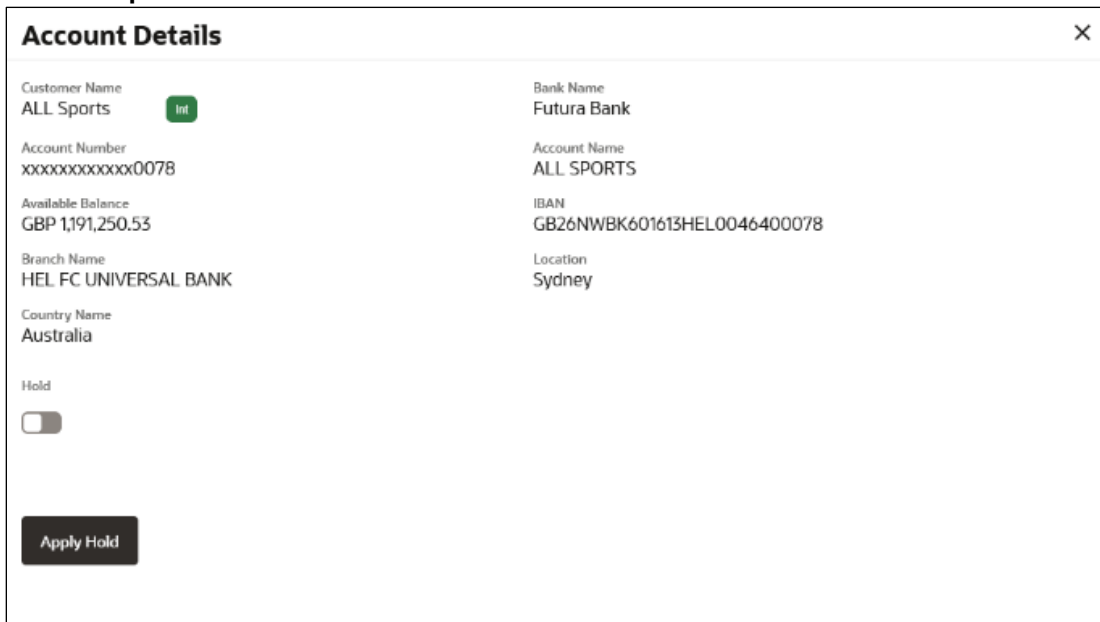 Account Details
Customer Name
ALL Sports Int
Bank Name
Futura Bank
Account Number
xxxxxxxxxxxx0078
Account Name
ALL SPORTS
Available Balance
GBP 1,191,250.53
IBAN
GB26NWBK601613HEL0046400078
Branch Name
HEL FC UNIVERSAL BANK
Location
Sydney
Country Name
Australia
Hold
Apply Hold